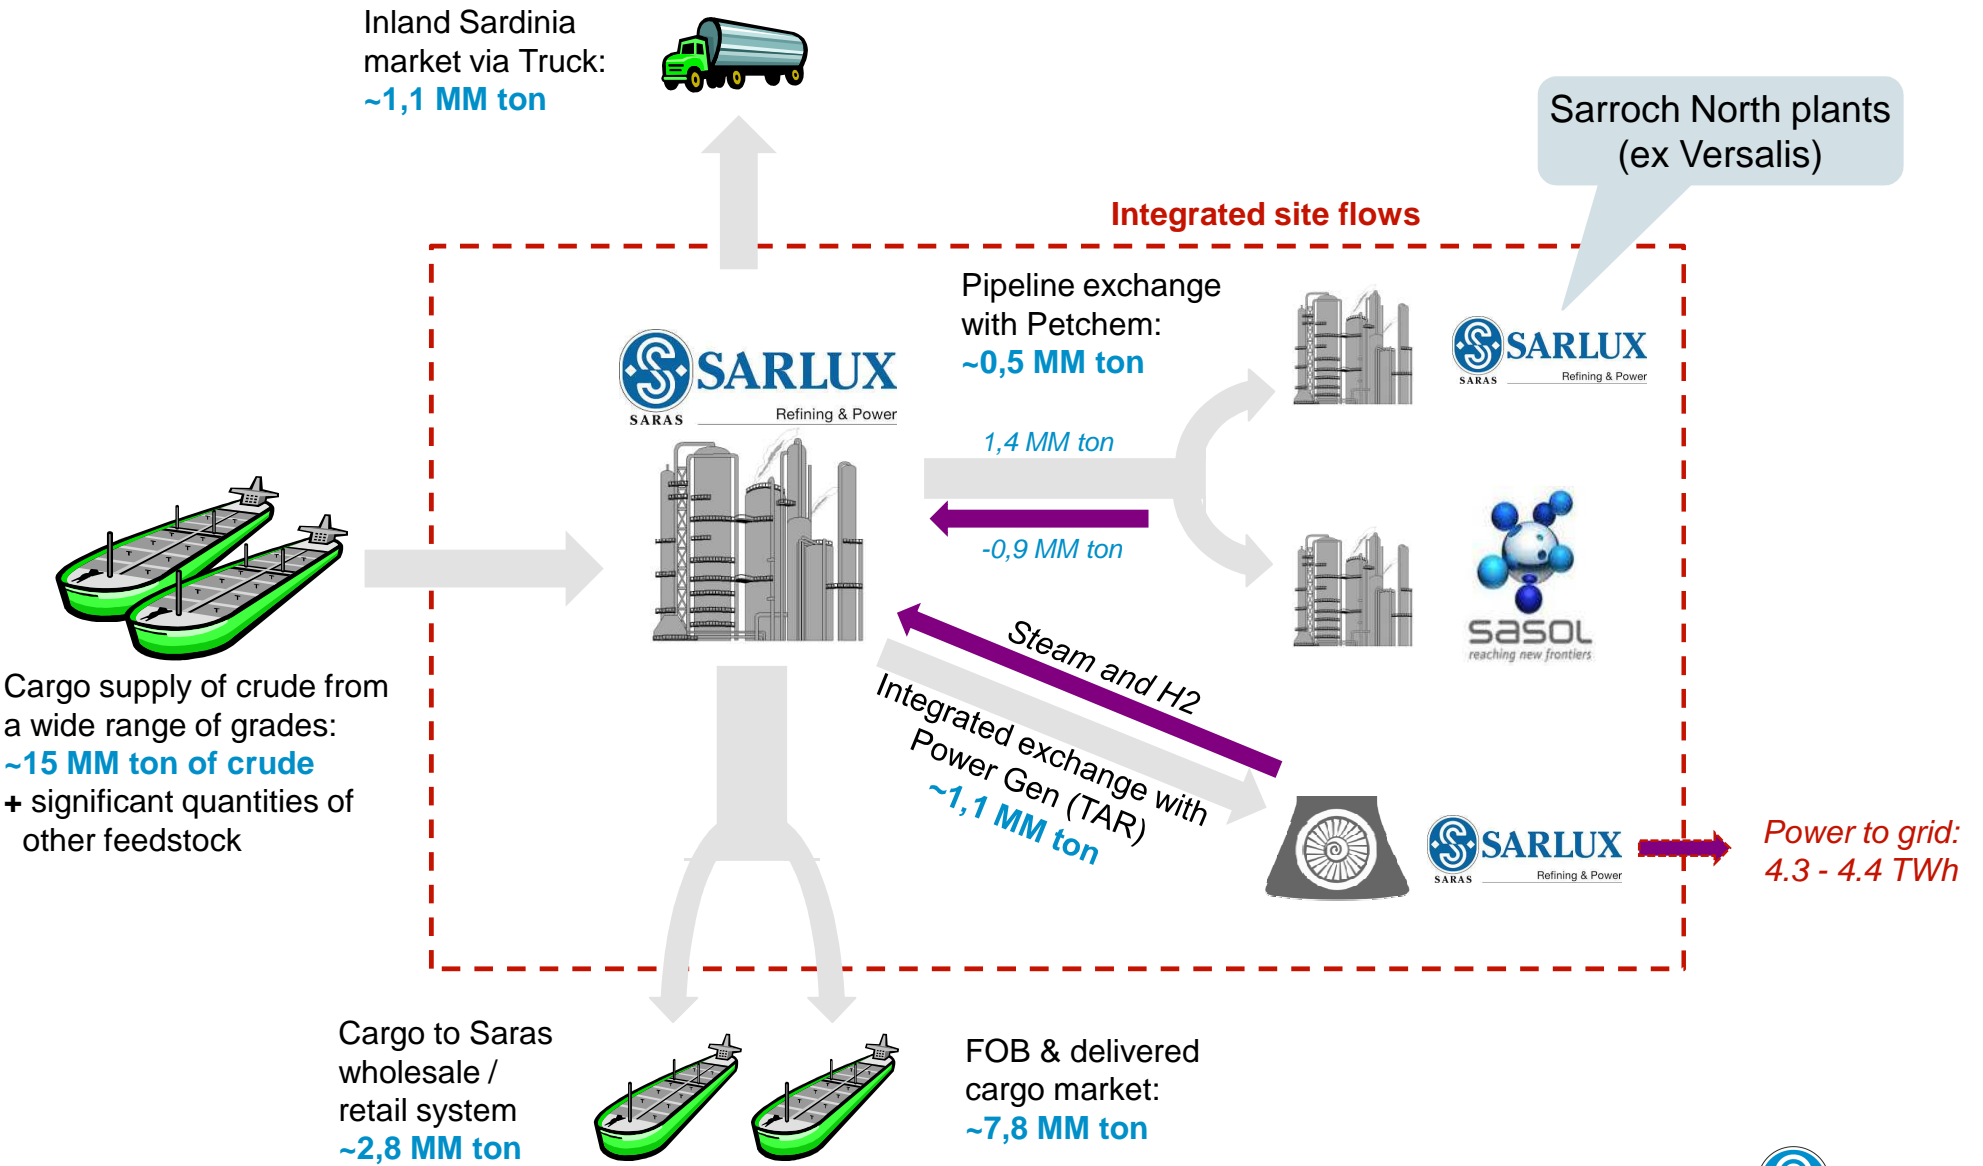 Inland Sardinia
market via Truck:
~1,1 MM ton
Sarroch North plants
(ex Versalis)
Integrated site flows
Pipeline exchange
with Petchem:
~0,5 MM ton
SARLUX
Refining & Power
SARAS
SARLUX
Refining & Power
SARAS
1,4 MM ton
-0,9 MM ton
sasol
reaching new frontiers
Steam and H2
Integrated exchange with
Power Gen (TAR)
~1,1 MM ton
Cargo supply of crude from
a wide range of grades:
~15 MM ton of crude
+ significant quantities of
other feedstock
SARLUX
Refining & Power
SARAS
Power to grid:
4.3 - 4.4 TWh
Cargo to Saras
wholesale /
retail system
~2,8 MM ton
FOB & delivered
cargo market:
~7,8 MM ton